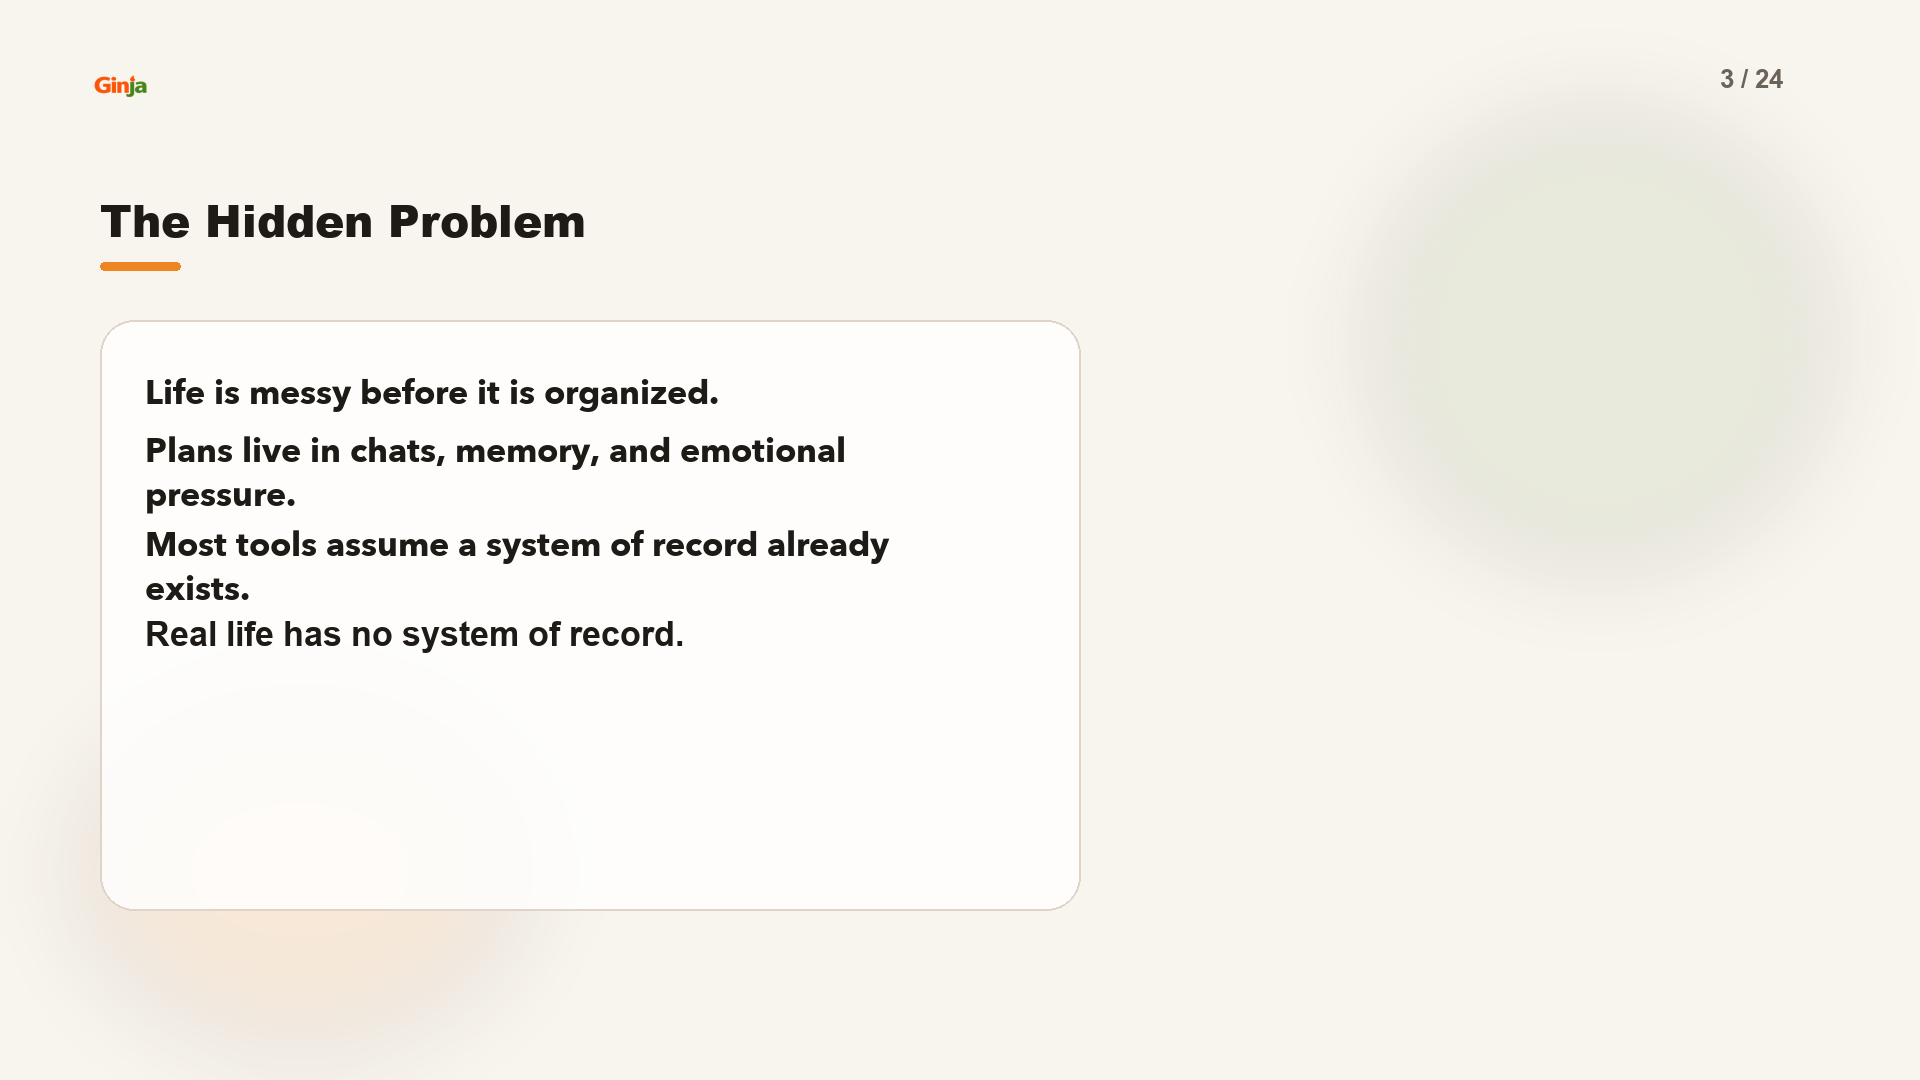 Ginja
3 / 24
The Hidden Problem
Life is messy before it is organized.
Plans live in chats, memory, and emotional
pressure.
Most tools assume a system of record already
exists.
Real life has no system of record.